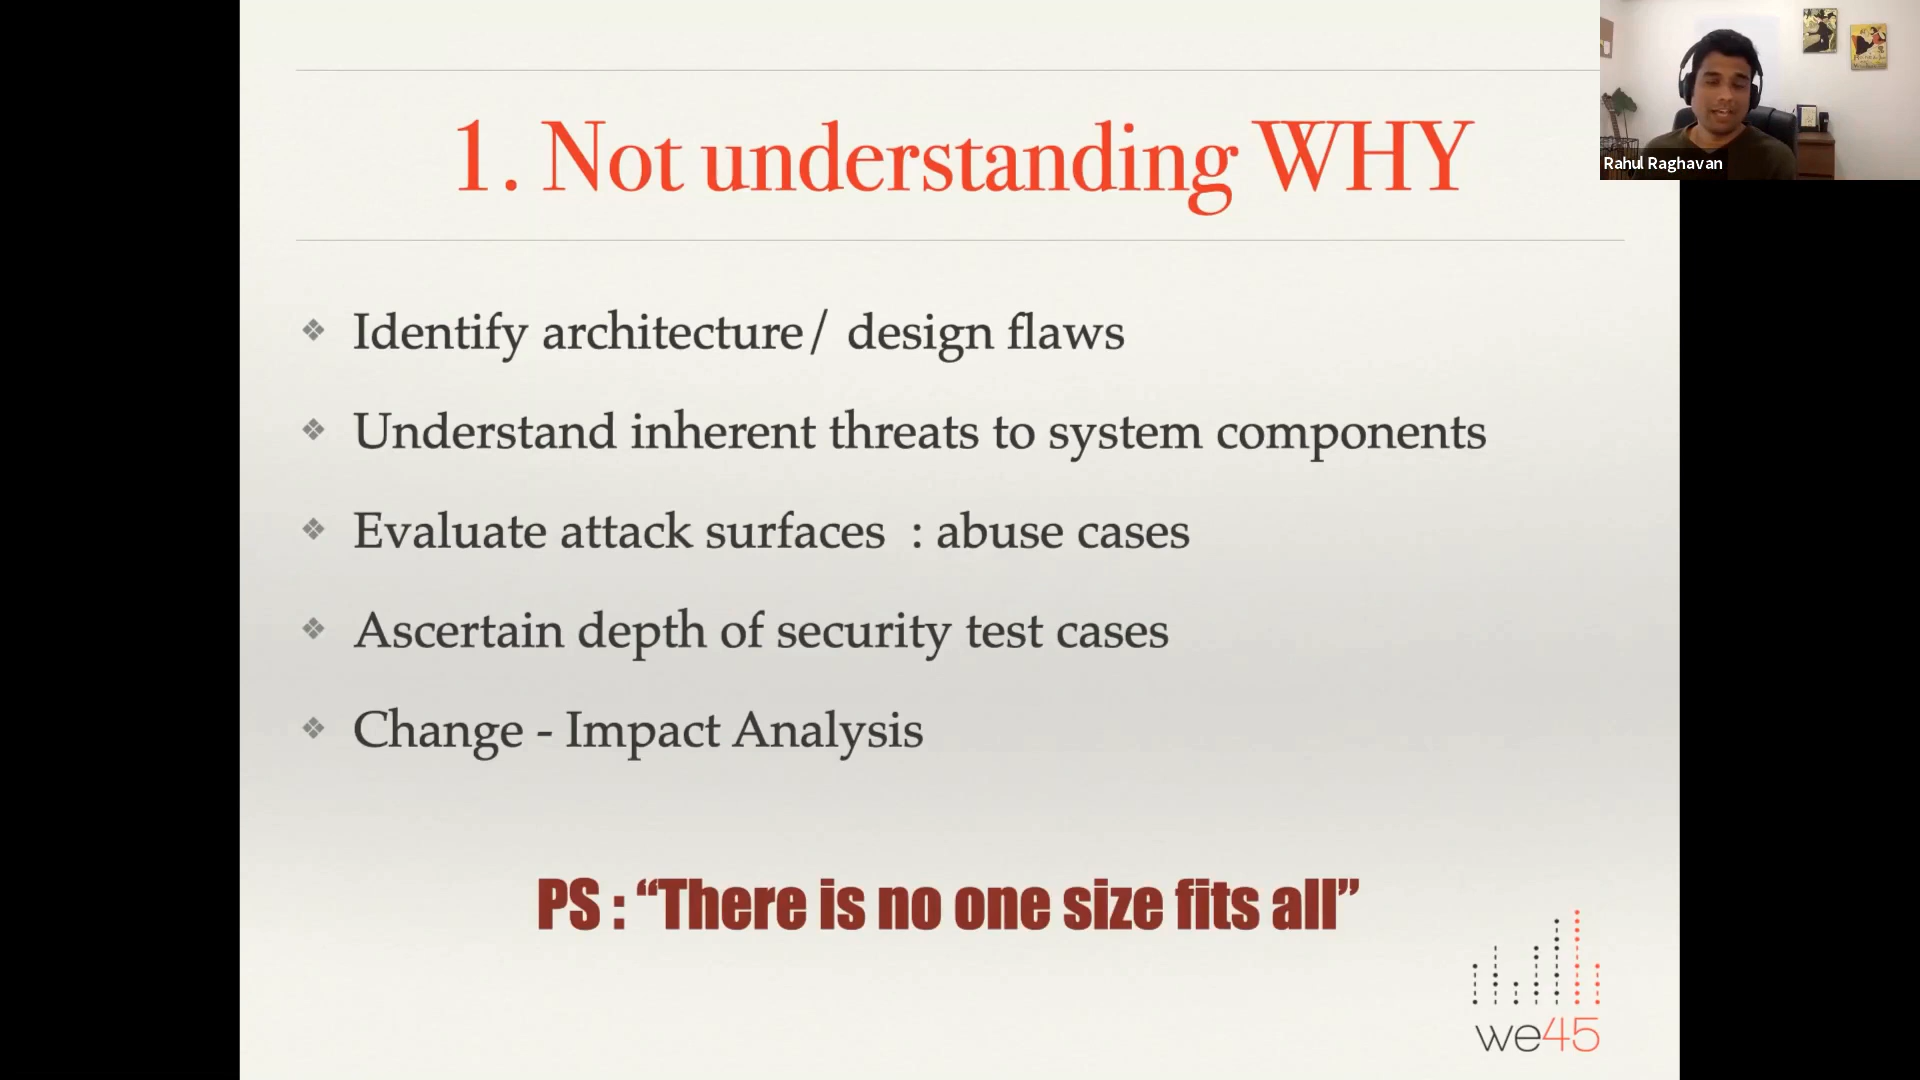 1. Not understanding WHY
Rahul Raghavan
❖ Identify architecture/ design flaws
❖ Understand inherent threats to system components
❖ Evaluate attack surfaces : abuse cases
❖ Ascertain depth of security test cases
❖ Change - Impact Analysis
PS : “There is no one size fits all”
we45